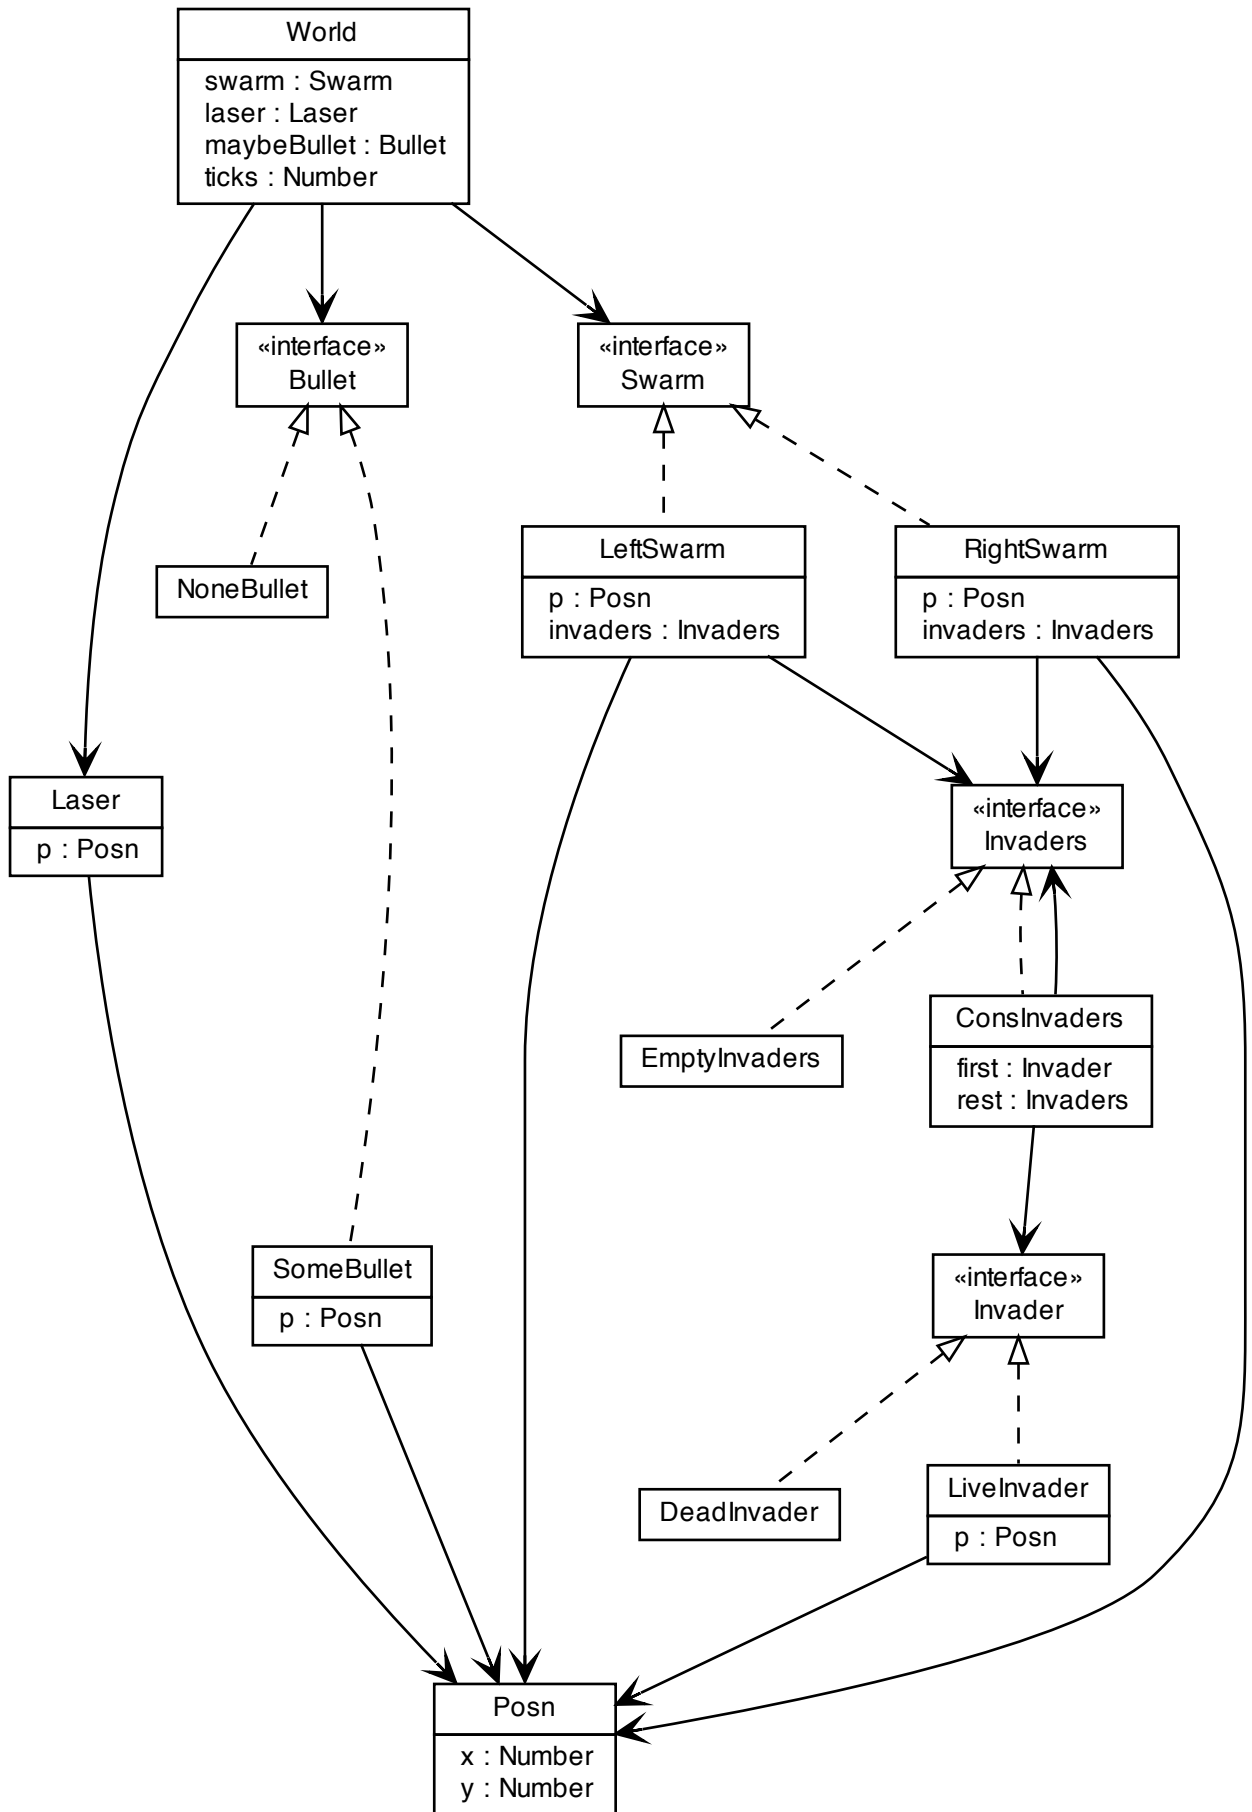 World
swarm : Swarm
laser : Laser
maybeBullet : Bullet
ticks : Number
«interface»
Bullet
«interface»
Swarm
NoneBullet
LeftSwarm
p : Posn
invaders : Invaders
RightSwarm
p : Posn
invaders : Invaders
Laser
p : Posn
«interface»
Invaders
EmptyInvaders
ConsInvaders
first : Invader
rest : Invaders
SomeBullet
p : Posn
«interface»
Invader
DeadInvader
LiveInvader
p : Posn
Posn
x : Number
y : Number